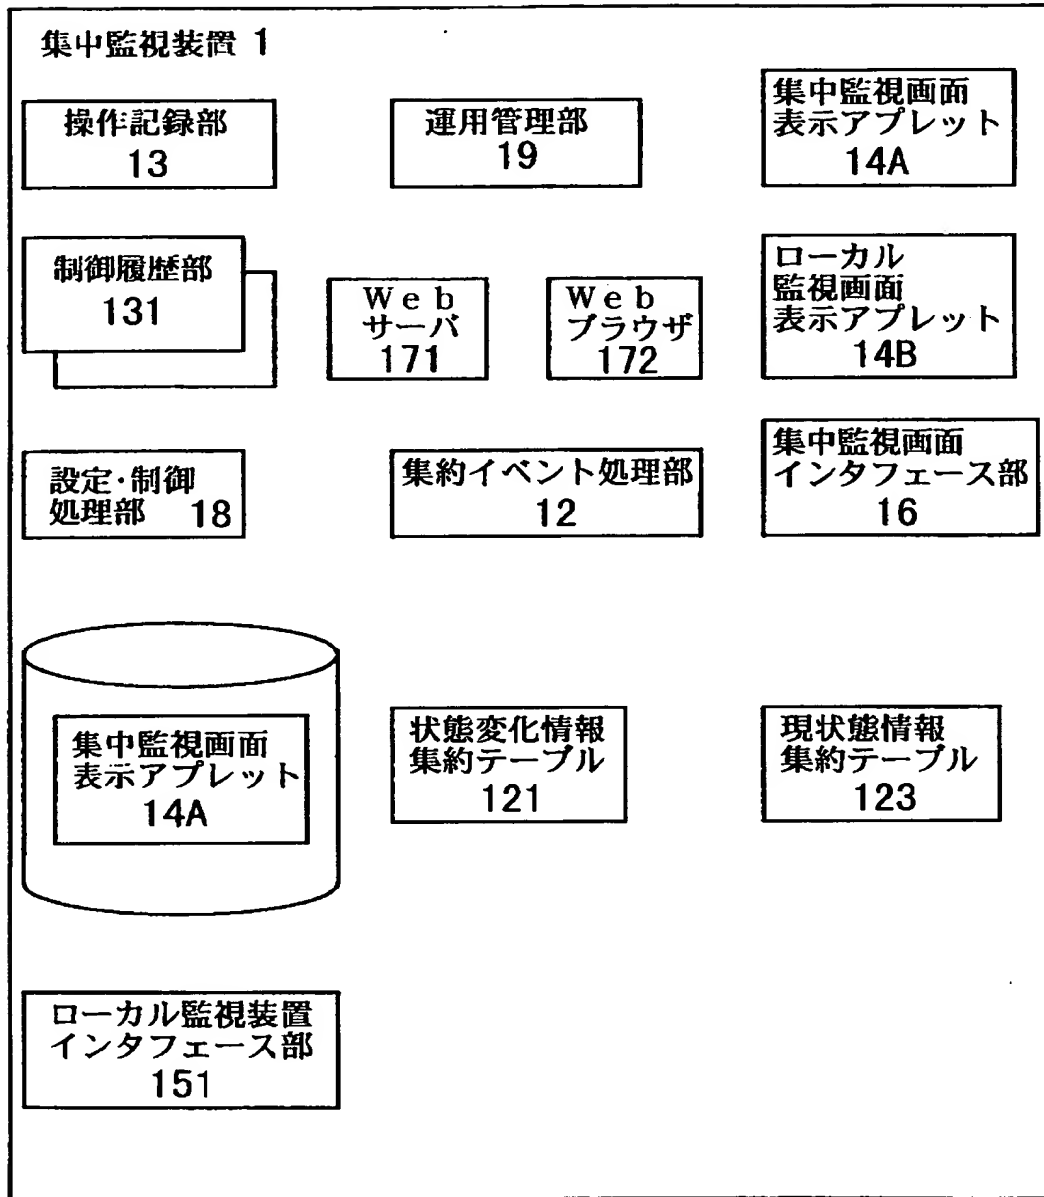 集中監視装置 1
操作記録部
13
運用管理部
19
集中監視画面
表示アプレット
14A
制御履歴部
131
Web
サーバ
171
Web
ブラウザ
172
ローカル
監視画面
表示アプレット
14B
設定・制御
処理部 18
集約イベント処理部
12
集中監視画面
インタフェース部
16
集中監視画面
表示アプレット
14A
状態変化情報
集約テーブル
121
現状態情報
集約テーブル
123
ローカル監視装置
インタフェース部
151